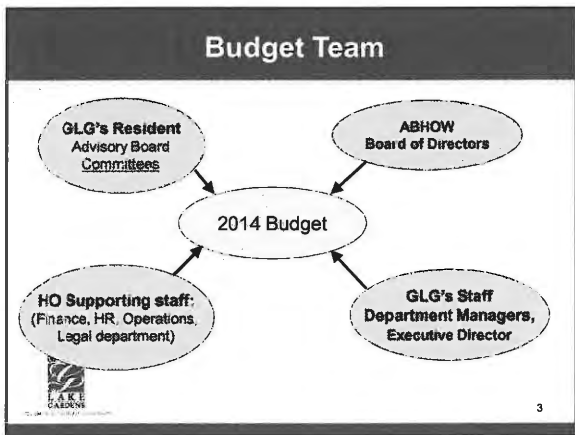 Budget Team
GLG's Resident
Advisory Board
Committees
ABHOW
Board of Directors
2014 Budget
HO Supporting staff:
(Finance, HR, Operations,
Legal department)
GLG's Staff
Department Managers,
Executive Director
LAKE
GARDENS
3